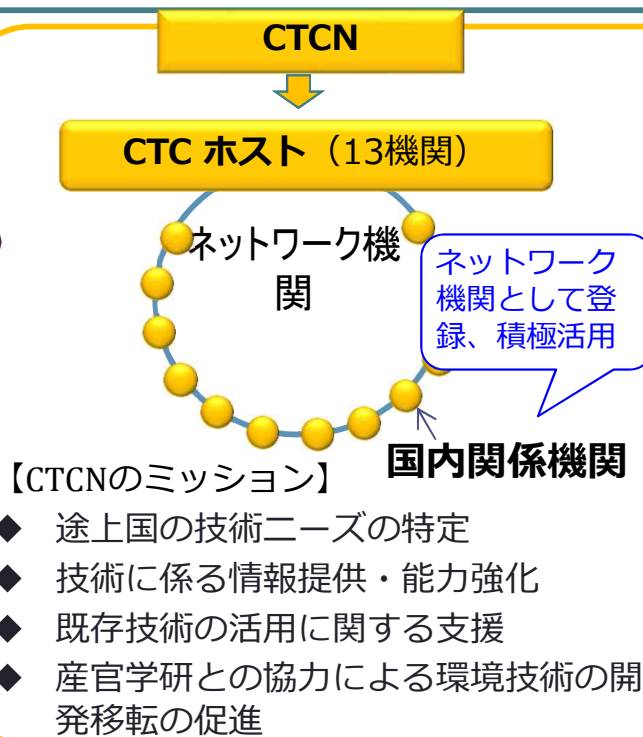 CTCN
CTC ホスト（13機関）
ネットワーク機
関
ネットワーク
機関として登
録、積極活用
国内関係機関
【CTCNのミッション】
◆ 途上国の技術ニーズの特定
◆ 技術に係る情報提供・能力強化
◆ 既存技術の活用に関する支援
◆ 産官学研との協力による環境技術の開
発移転の促進